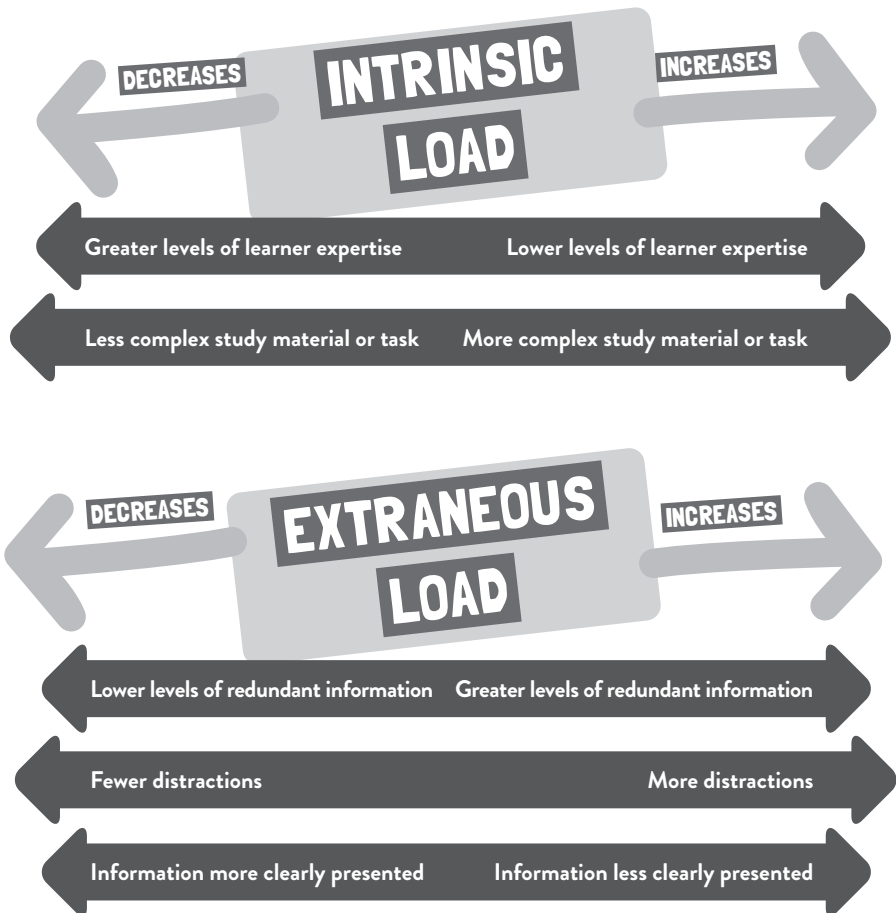 DECREASES
INTRINSIC
LOAD
INCREASES
Greater levels of learner expertise
Lower levels of learner expertise
Less complex study material or task
More complex study material or task
DECREASES
EXTRANEOUS
LOAD
INCREASES
Lower levels of redundant information
Greater levels of redundant information
Fewer distractions
More distractions
Information more clearly presented
Information less clearly presented